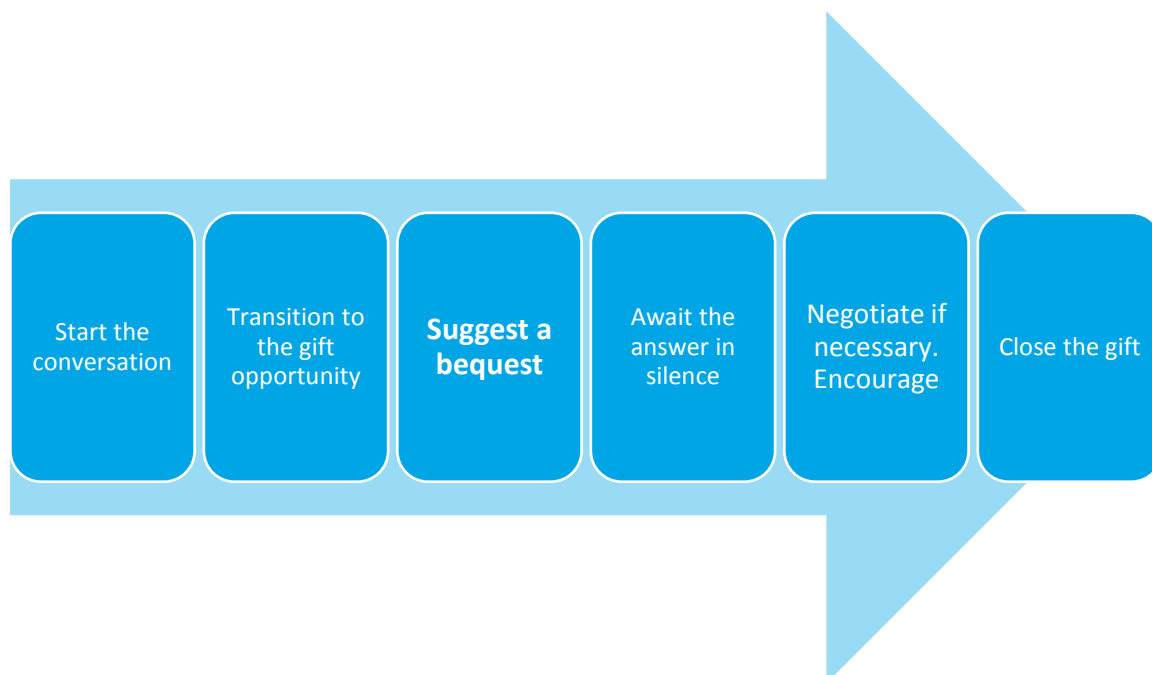 Start the
conversation
Transition to
the gift
opportunity
Suggest a
bequest
Await the
answer in
silence
Negotiate if
necessary.
Encourage
Close the gift